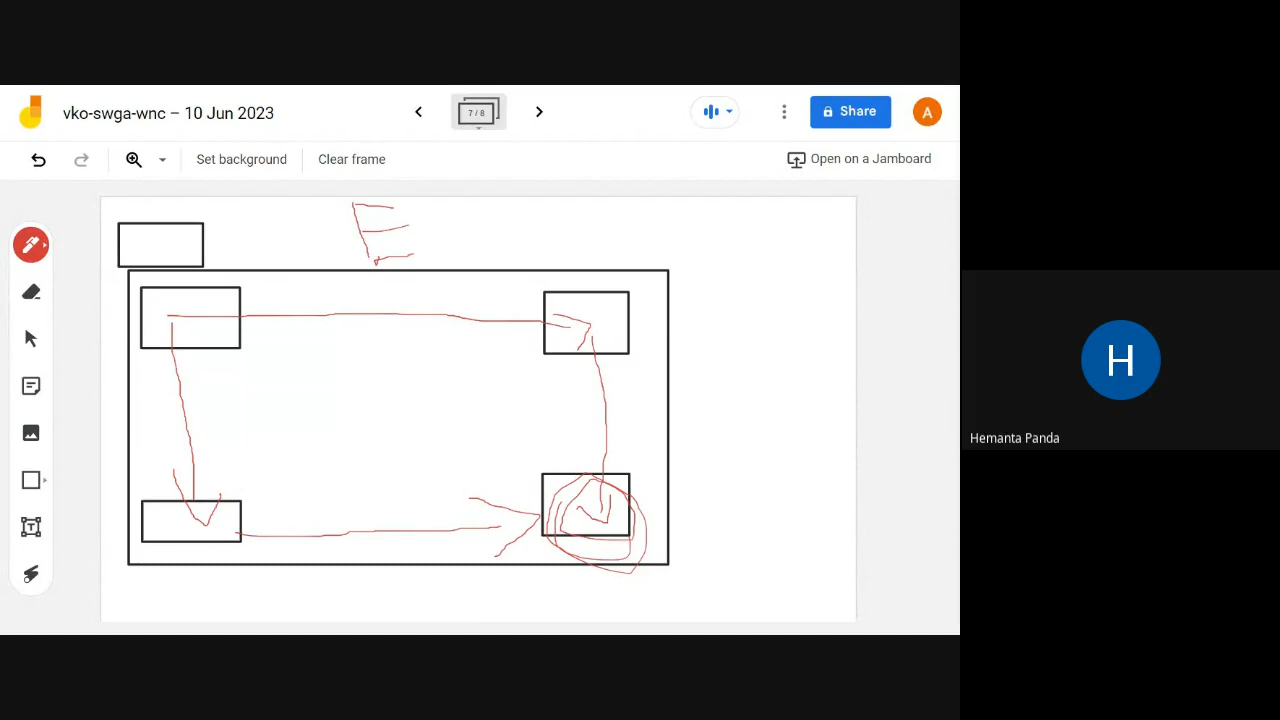 vko-swga-wnc – 10 Jun 2023
7 / 8
Share
A
Set background
Clear frame
Open on a Jamboard
E
H
Hemanta Panda